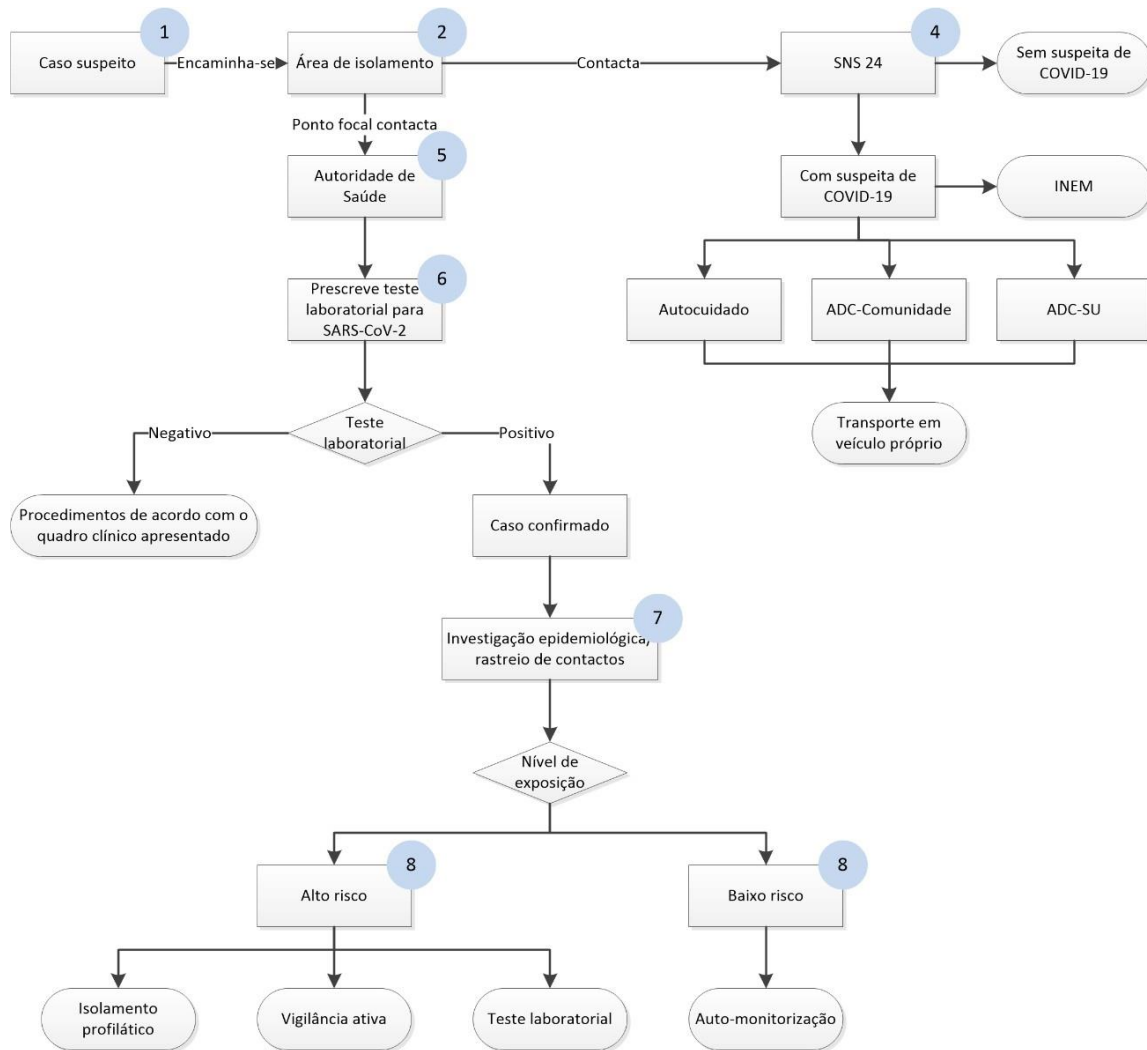 1
Caso suspeito
Encaminha-se
2
Área de isolamento
Contacta
4
SNS 24
Sem suspeita de
COVID-19
Ponto focal contacta
5
Autoridade de
Saúde
Com suspeita de
COVID-19
INEM
6
Prescreve teste
laboratorial para
SARS-CoV-2
Autocuidado
ADC-Comunidade
ADC-SU
Transporte em
veículo próprio
Teste
laboratorial
Negativo
Positivo
Procedimentos de acordo com o
quadro clínico apresentado
Caso confirmado
7
Investigação epidemiológica/
rastreio de contactos
Nível de
exposição
8
Alto risco
8
Baixo risco
Isolamento
profilático
Vigilância ativa
Teste laboratorial
Auto-monitorização